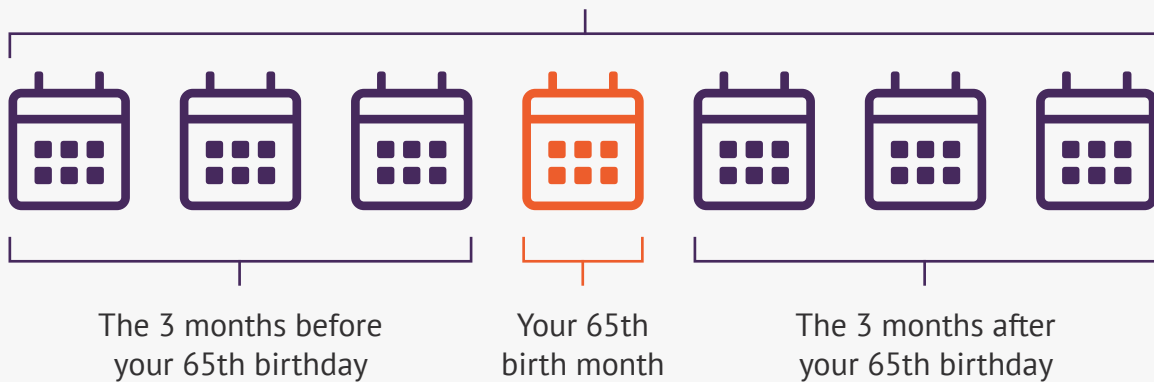 The 3 months before
your 65th birthday
Your 65th
birth month
The 3 months after
your 65th birthday